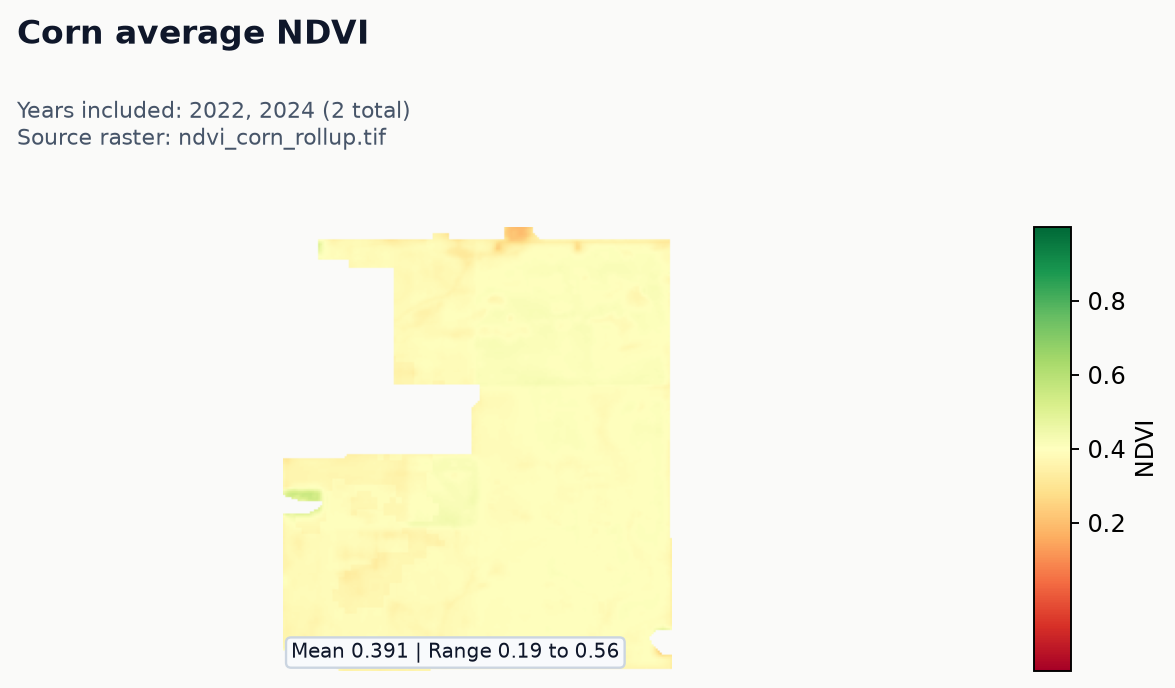 Corn average NDVI
Years included: 2022, 2024 (2 total)
Source raster: ndvi_corn_rollup.tif
0.8
0.6
0.4
0.2
NDVI
Mean 0.391 | Range 0.19 to 0.56